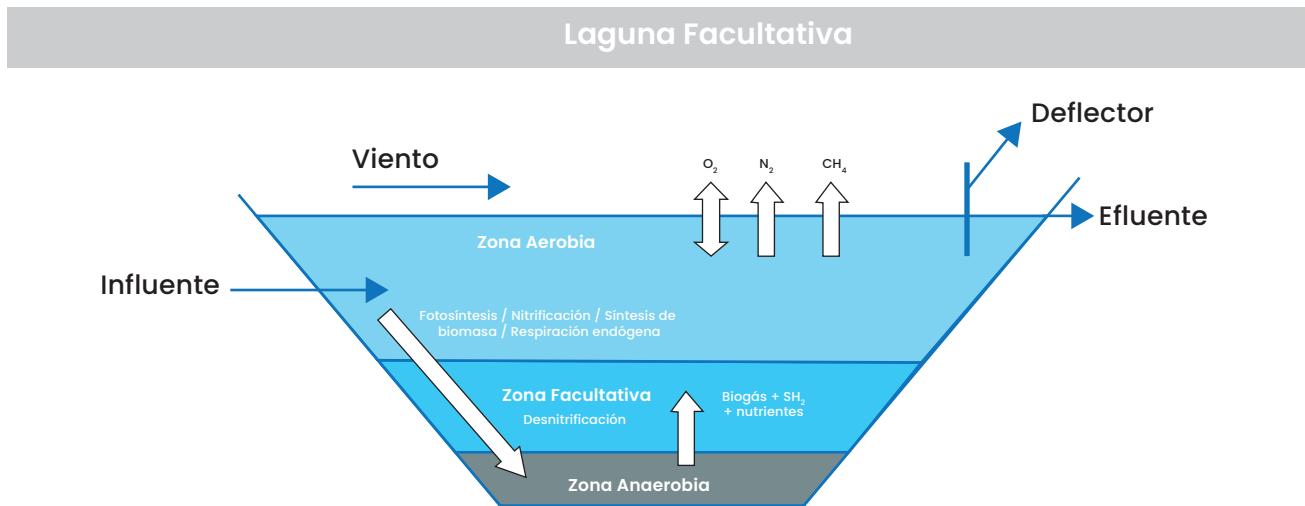 Laguna Facultativa
Deflector
Viento
O₂
N₂
CH₄
Efluente
Zona Aerobia
Influente
Fotosíntesis / Nitrificación / Síntesis de
biomasa / Respiración endógena
Zona Facultativa
Desnitrificación
Biogás + SH₂
+ nutrientes
Zona Anaerobia